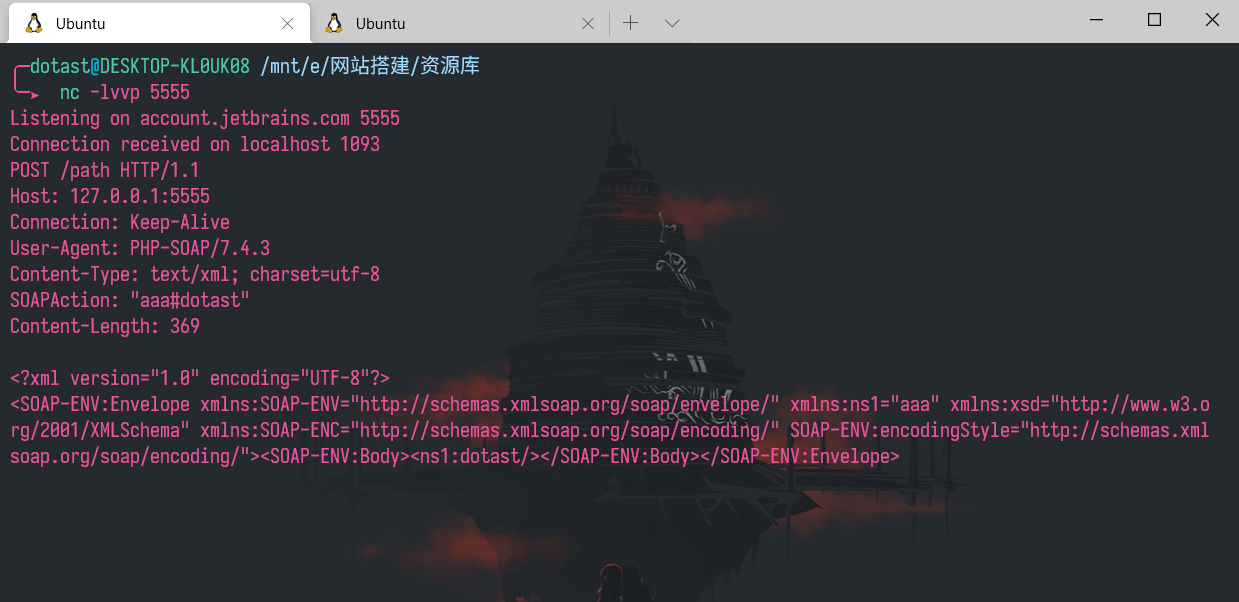 Ubuntu
Ubuntu
dotast@DESKTOP-KL0UK08 /mnt/e/网站搭建/资源库
nc -lvvp 5555
Listening on account.jetbrains.com 5555
Connection received on localhost 1093
POST /path HTTP/1.1
Host: 127.0.0.1:5555
Connection: Keep-Alive
User-Agent: PHP-SOAP/7.4.3
Content-Type: text/xml; charset=utf-8
SOAPAction: "aaa#dotast"
Content-Length: 369
<?xml version="1.0" encoding="UTF-8"?>
<SOAP-ENV:Envelope xmlns:SOAP-ENV="http://schemas.xmlsoap.org/soap/envelope/" xmlns:ns1="aaa" xmlns:xsd="http://www.w3.o
rg/2001/XMLSchema" xmlns:SOAP-ENC="http://schemas.xmlsoap.org/soap/encoding/" SOAP-ENV:encodingStyle="http://schemas.xml
soap.org/soap/encoding/"><SOAP-ENV:Body><ns1:dotast/></SOAP-ENV:Body></SOAP-ENV:Envelope>